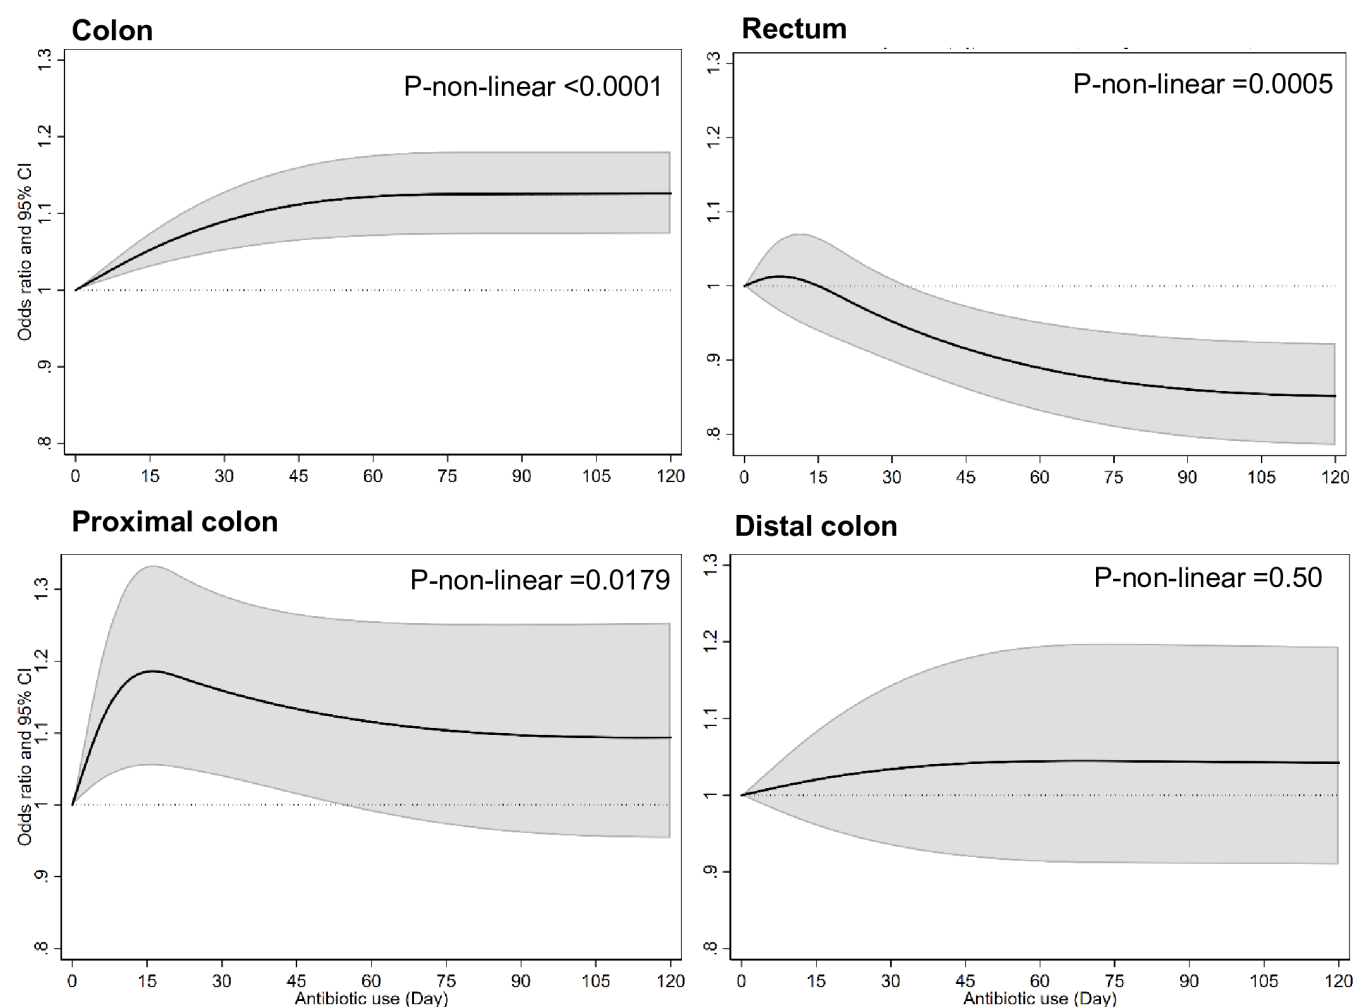 Colon
P-non-linear <0.0001
Odds ratio and 95% CI
1.3
1.2
1.1
1
.9
.8
0 15 30 45 60 75 90 105 120
Rectum
P-non-linear =0.0005
1.3
1.2
1.1
1
.9
.8
0 15 30 45 60 75 90 105 120
Proximal colon
P-non-linear =0.0179
Odds ratio and 95% CI
1.3
1.2
1.1
1
.9
.8
0 15 30 45 60 75 90 105 120
Antibiotic use (Day)
Distal colon
P-non-linear =0.50
1.3
1.2
1.1
1
.9
.8
0 15 30 45 60 75 90 105 120
Antibiotic use (Day)